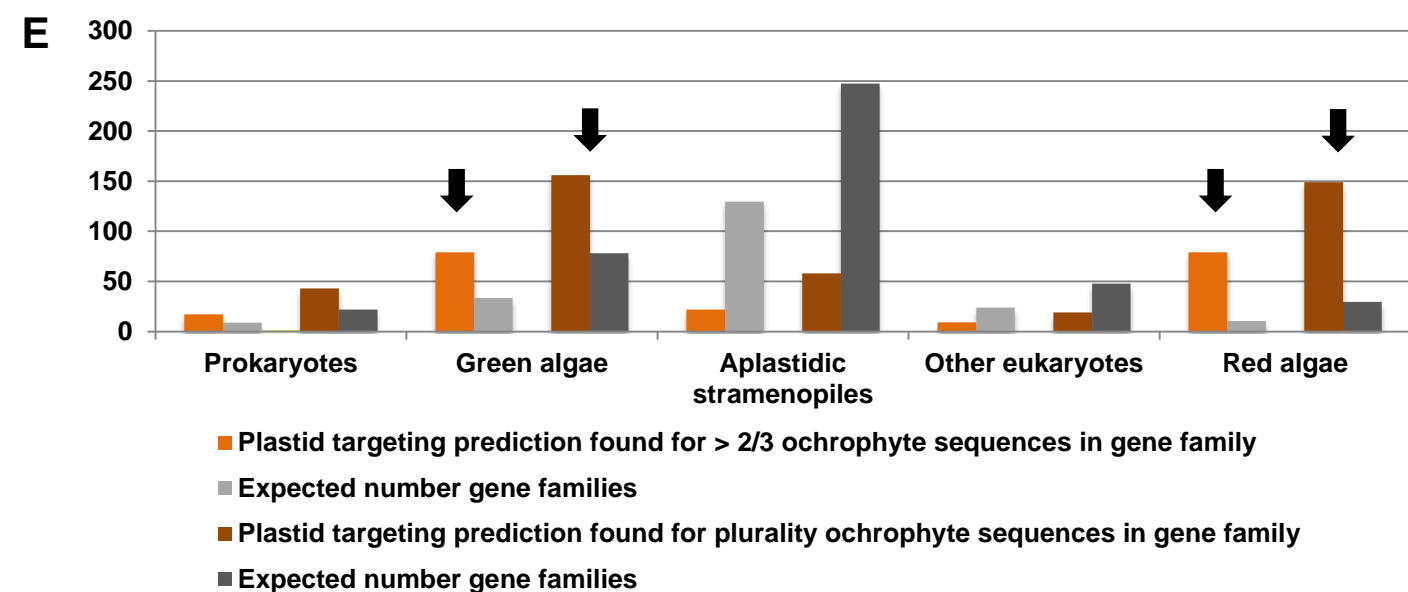 E
300
250
200
150
100
50
0
Prokaryotes
Green algae
Aplastidic
stramenopiles
Other eukaryotes
Red algae
Plastid targeting prediction found for > 2/3 ochrophyte sequences in gene family
Expected number gene families
Plastid targeting prediction found for plurality ochrophyte sequences in gene family
Expected number gene families